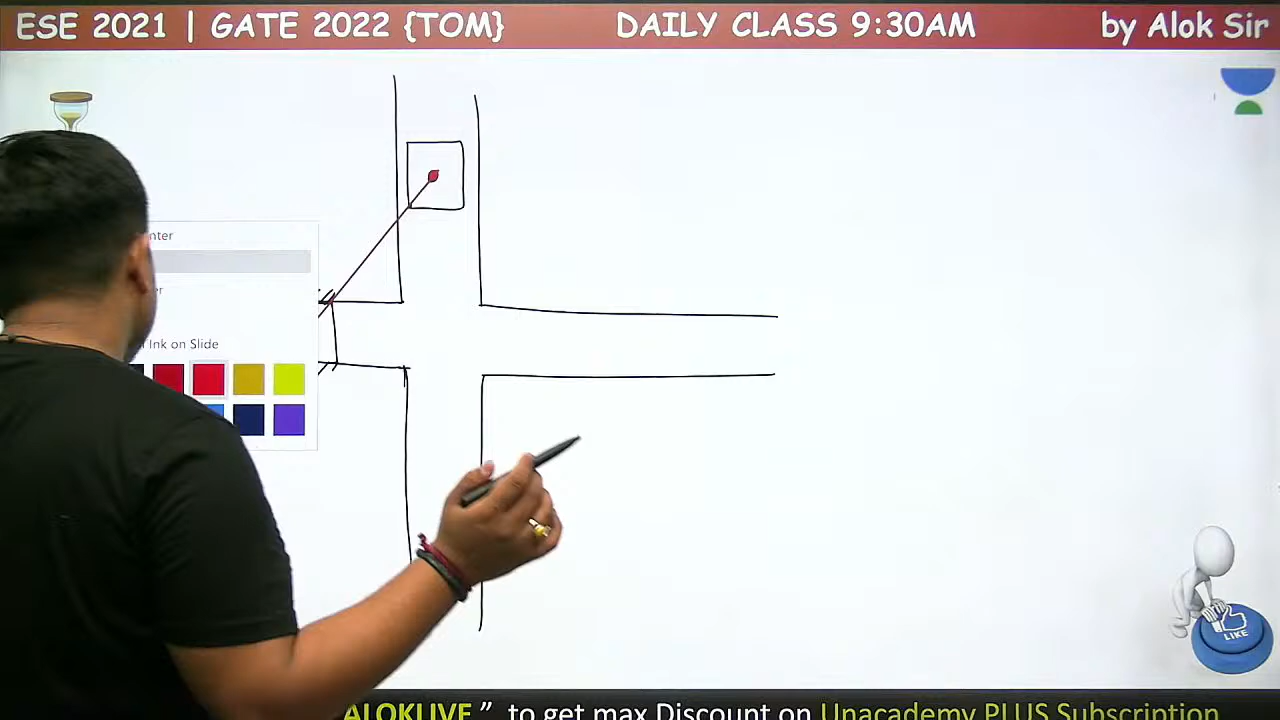 ESE 2021 | GATE 2022 {TOM} DAILY CLASS 9:30AM by Alok Sir
Ink on Slide
LIKE
ALOKLIVE ” to get max Discount on Unacademy PLUS Subscription